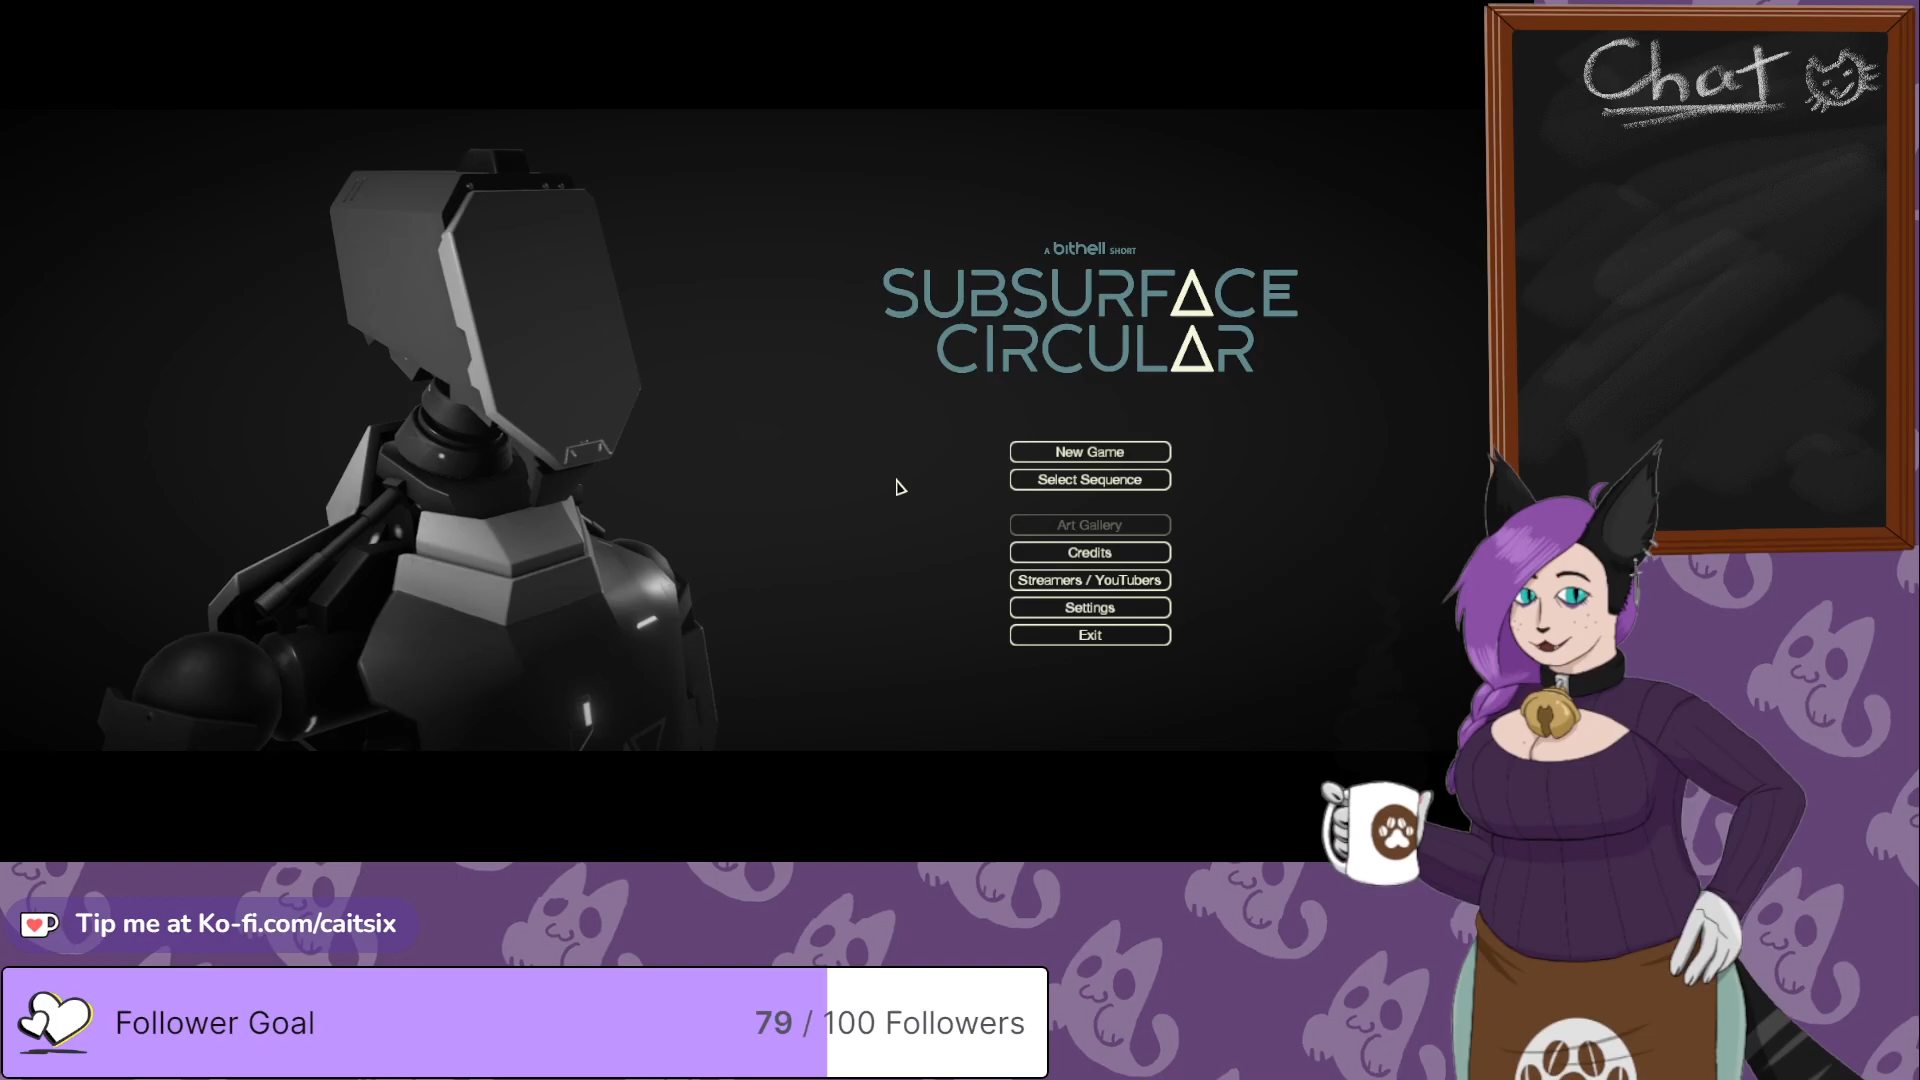 Chat
A bithell SHORT
SUBSURFACE
CIRCULAR
New Game
Select Sequence
Art Gallery
Credits
Streamers / YouTubers
Settings
Exit
Tip me at Ko-fi.com/caitsix
Follower Goal 79 / 100 Followers